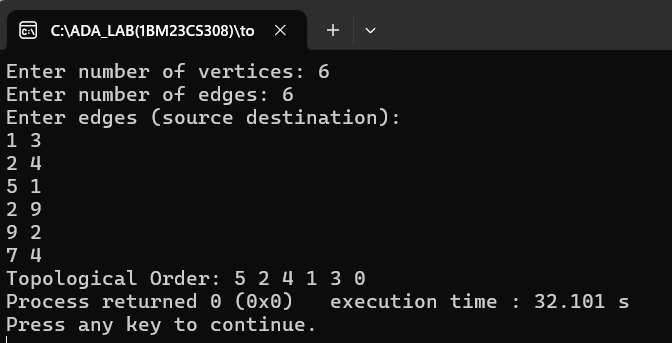 C:\ADA_LAB(1BM23CS308)\to
Enter number of vertices: 6
Enter number of edges: 6
Enter edges (source destination):
1 3
2 4
5 1
2 9
9 2
7 4
Topological Order: 5 2 4 1 3 0
Process returned 0 (0x0)   execution time : 32.101 s
Press any key to continue.